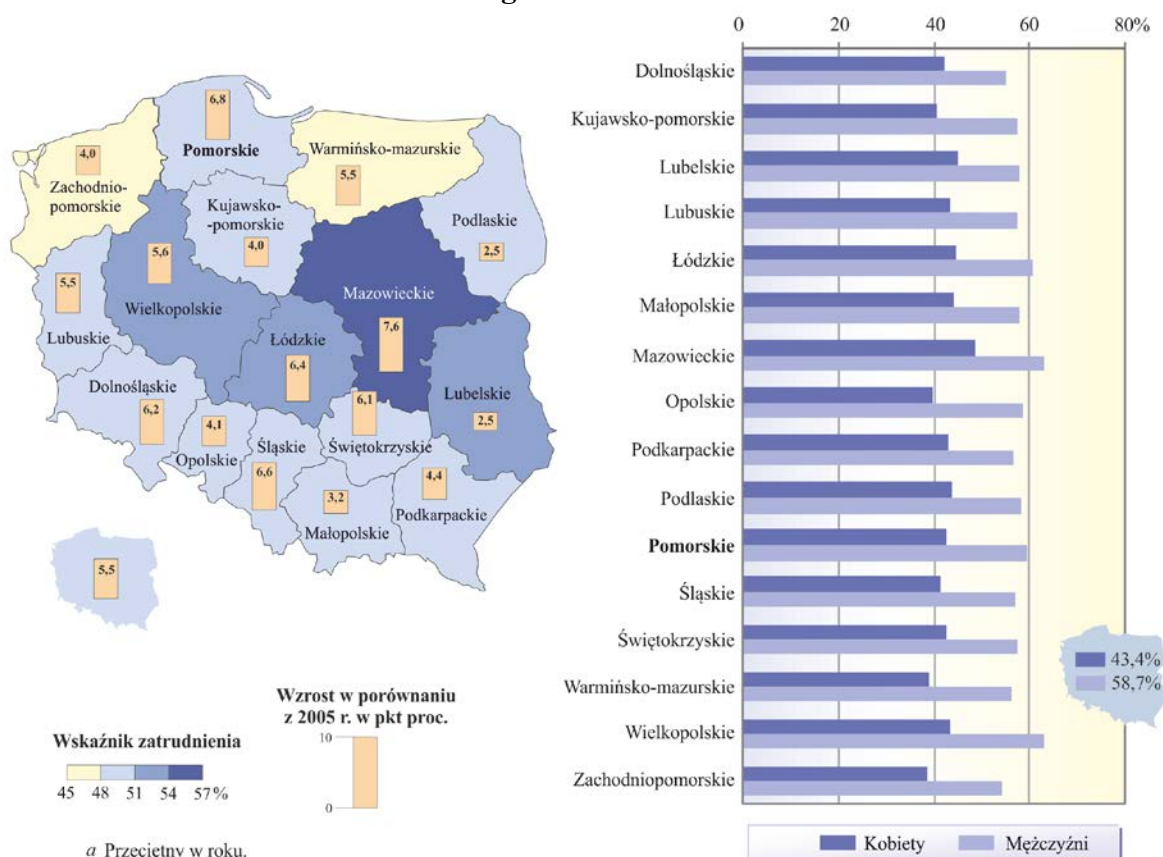 6,8
Pomorskie
4,0
Zachodnio-
pomorskie
Warmińsko-mazurskie
5,5
Kujawsko-
-pomorskie
4,0
Podlaskie
2,5
5,6
Wielkopolskie
5,5
Lubuskie
Mazowieckie
7,6
Łódzkie
6,4
Dolnośląskie
6,2
Lubelskie
2,5
4,1
Opolskie
Śląskie
6,6
6,1
Świętokrzyskie
3,2
Małopolskie
4,4
Podkarpackie
5,5
Wzrost w porównaniu
z 2005 r. w pkt proc.
10
0
Wskaźnik zatrudnienia
45 48 51 54 57%
a Przeciętny w roku.
0 20 40 60 80%
Dolnośląskie
Kujawsko-pomorskie
Lubelskie
Lubuskie
Łódzkie
Małopolskie
Mazowieckie
Opolskie
Podkarpackie
Podlaskie
Pomorskie
Śląskie
Świętokrzyskie
Warmińsko-mazurskie
Wielkopolskie
Zachodniopomorskie
43,4%
58,7%
Kobiety Mężczyźni